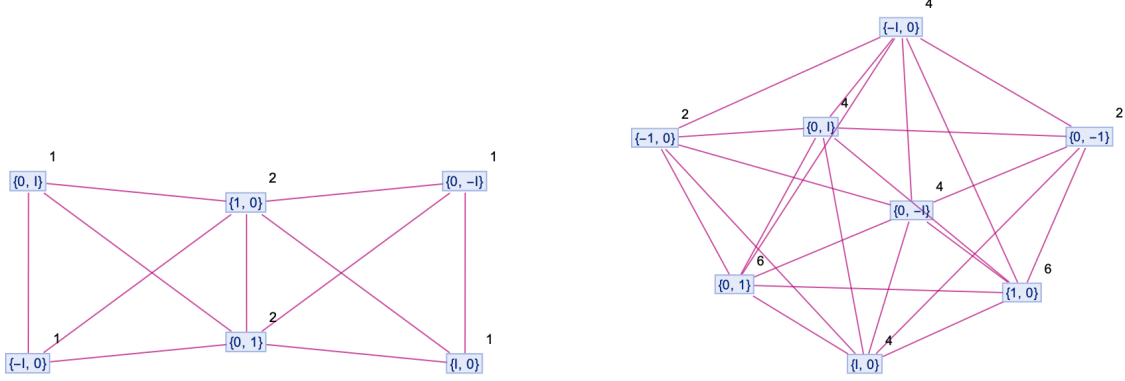 1
{0, I}
2
{1, 0}
1
{0, -I}
1
{-I, 0}
2
{0, 1}
1
{I, 0}
4
{-I, 0}
2
{-1, 0}
4
{0, I}
2
{0, -1}
4
{0, -I}
6
{0, 1}
6
{1, 0}
4
{I, 0}